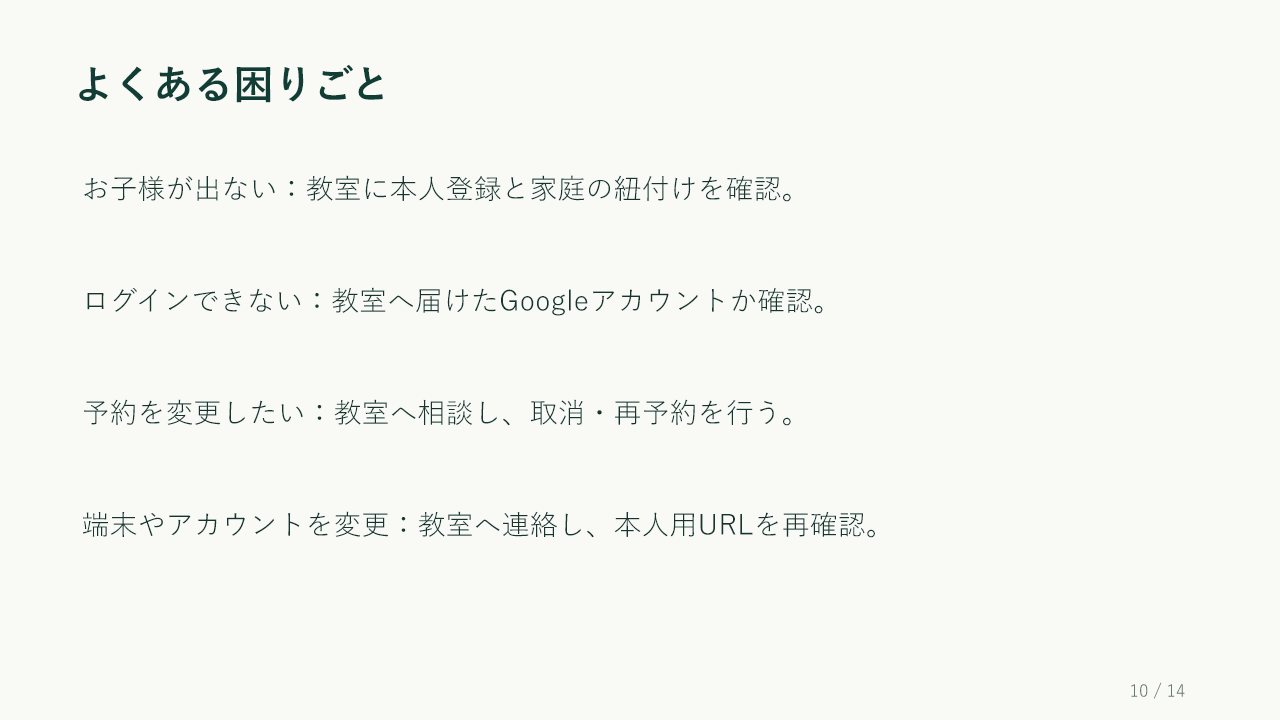 よくある困りごと
お子様が出ない：教室に本人登録と家庭の紐付けを確認。
ログインできない：教室へ届けたGoogleアカウントか確認。
予約を変更したい：教室へ相談し、取消・再予約を行う。
端末やアカウントを変更：教室へ連絡し、本人用URLを再確認。
10 / 14